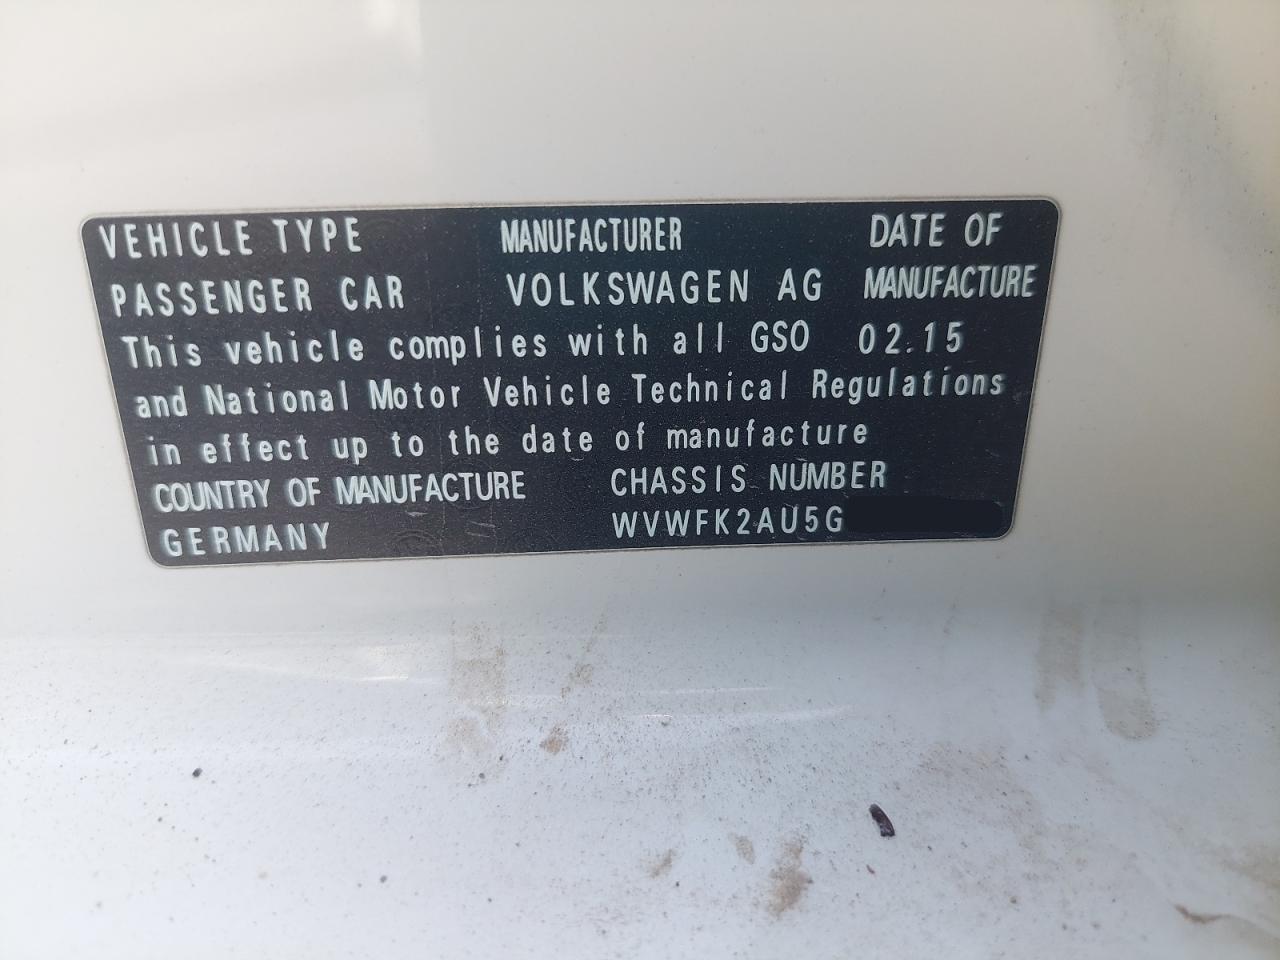 VEHICLE TYPE MANUFACTURER DATE OF
PASSENGER CAR VOLKSWAGEN AG MANUFACTURE
This vehicle complies with all GSO 02.15
and National Motor Vehicle Technical Regulations
in effect up to the date of manufacture
COUNTRY OF MANUFACTURE CHASSIS NUMBER
GERMANY WVWFK2AU5G